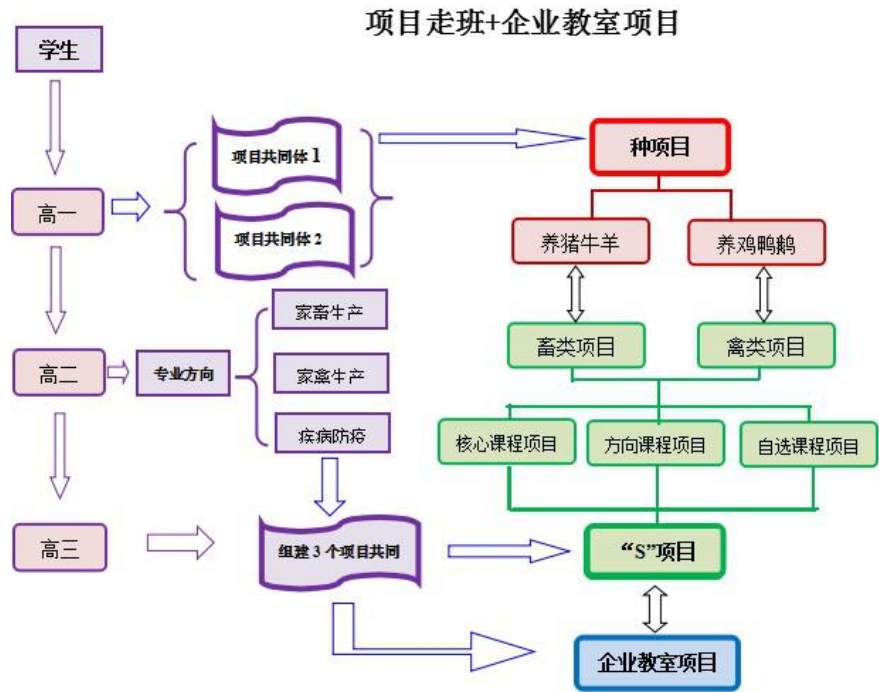 项目走班+企业教室项目
学生
项目共同体 1
种项目
高一
项目共同体 2
养猪牛羊
养鸡鸭鹅
家畜生产
畜类项目
禽类项目
高二
专业方向
家禽生产
疾病防疫
核心课程项目
方向课程项目
自选课程项目
高三
组建 3 个项目共同
“S”项目
企业教室项目